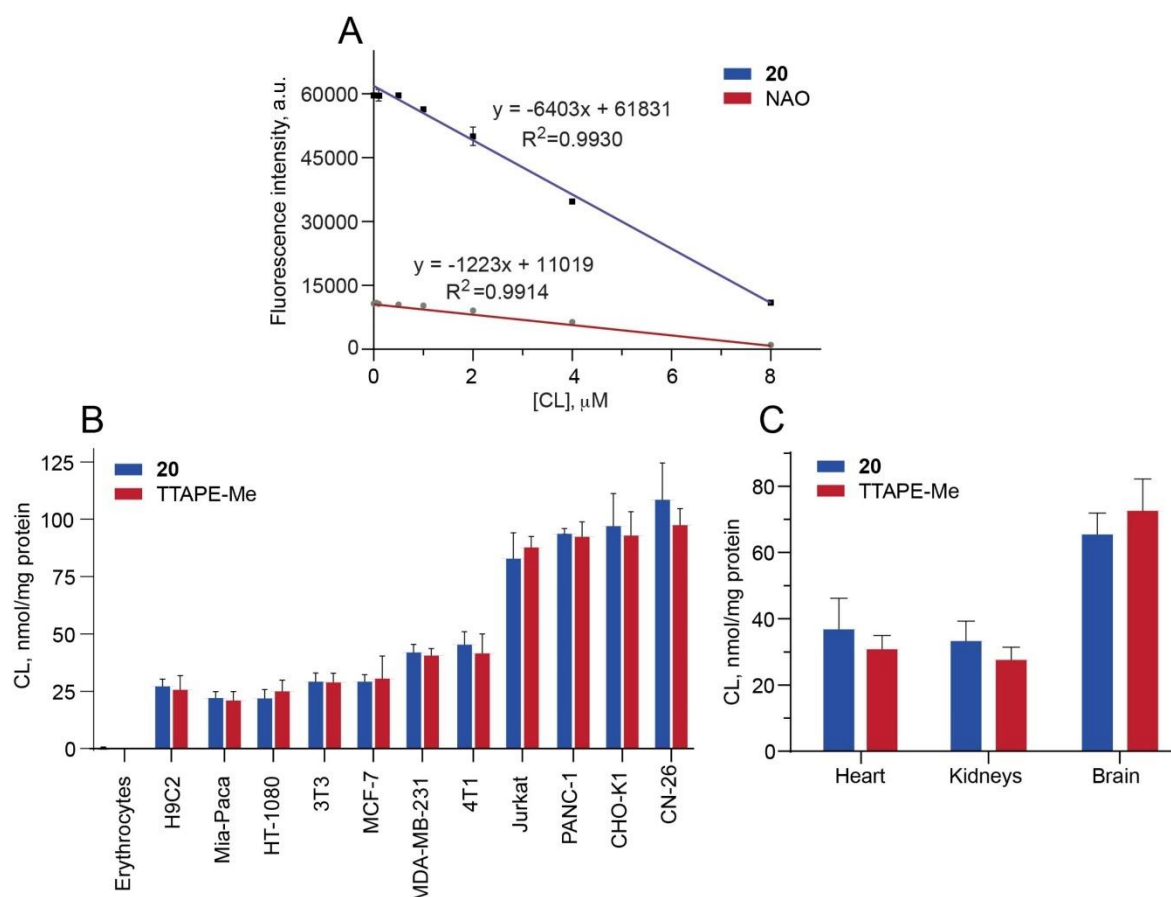 A
20
NAO
Fluorescence intensity, a.u.
60000
45000
30000
15000
0
y = -6403x + 61831
R2=0.9930
y = -1223x + 11019
R2=0.9914
0 2 4 6 8
[CL], μM
B
20
TTAPE-Me
CL, nmol/mg protein
125
100
75
50
25
0
Erythrocytes
H9C2
Mia-Paca
HT-1080
3T3
MCF-7
MDA-MB-231
4T1
Jurkat
PANC-1
CHO-K1
CN-26
C
20
TTAPE-Me
CL, nmol/mg protein
80
60
40
20
0
Heart Kidneys Brain